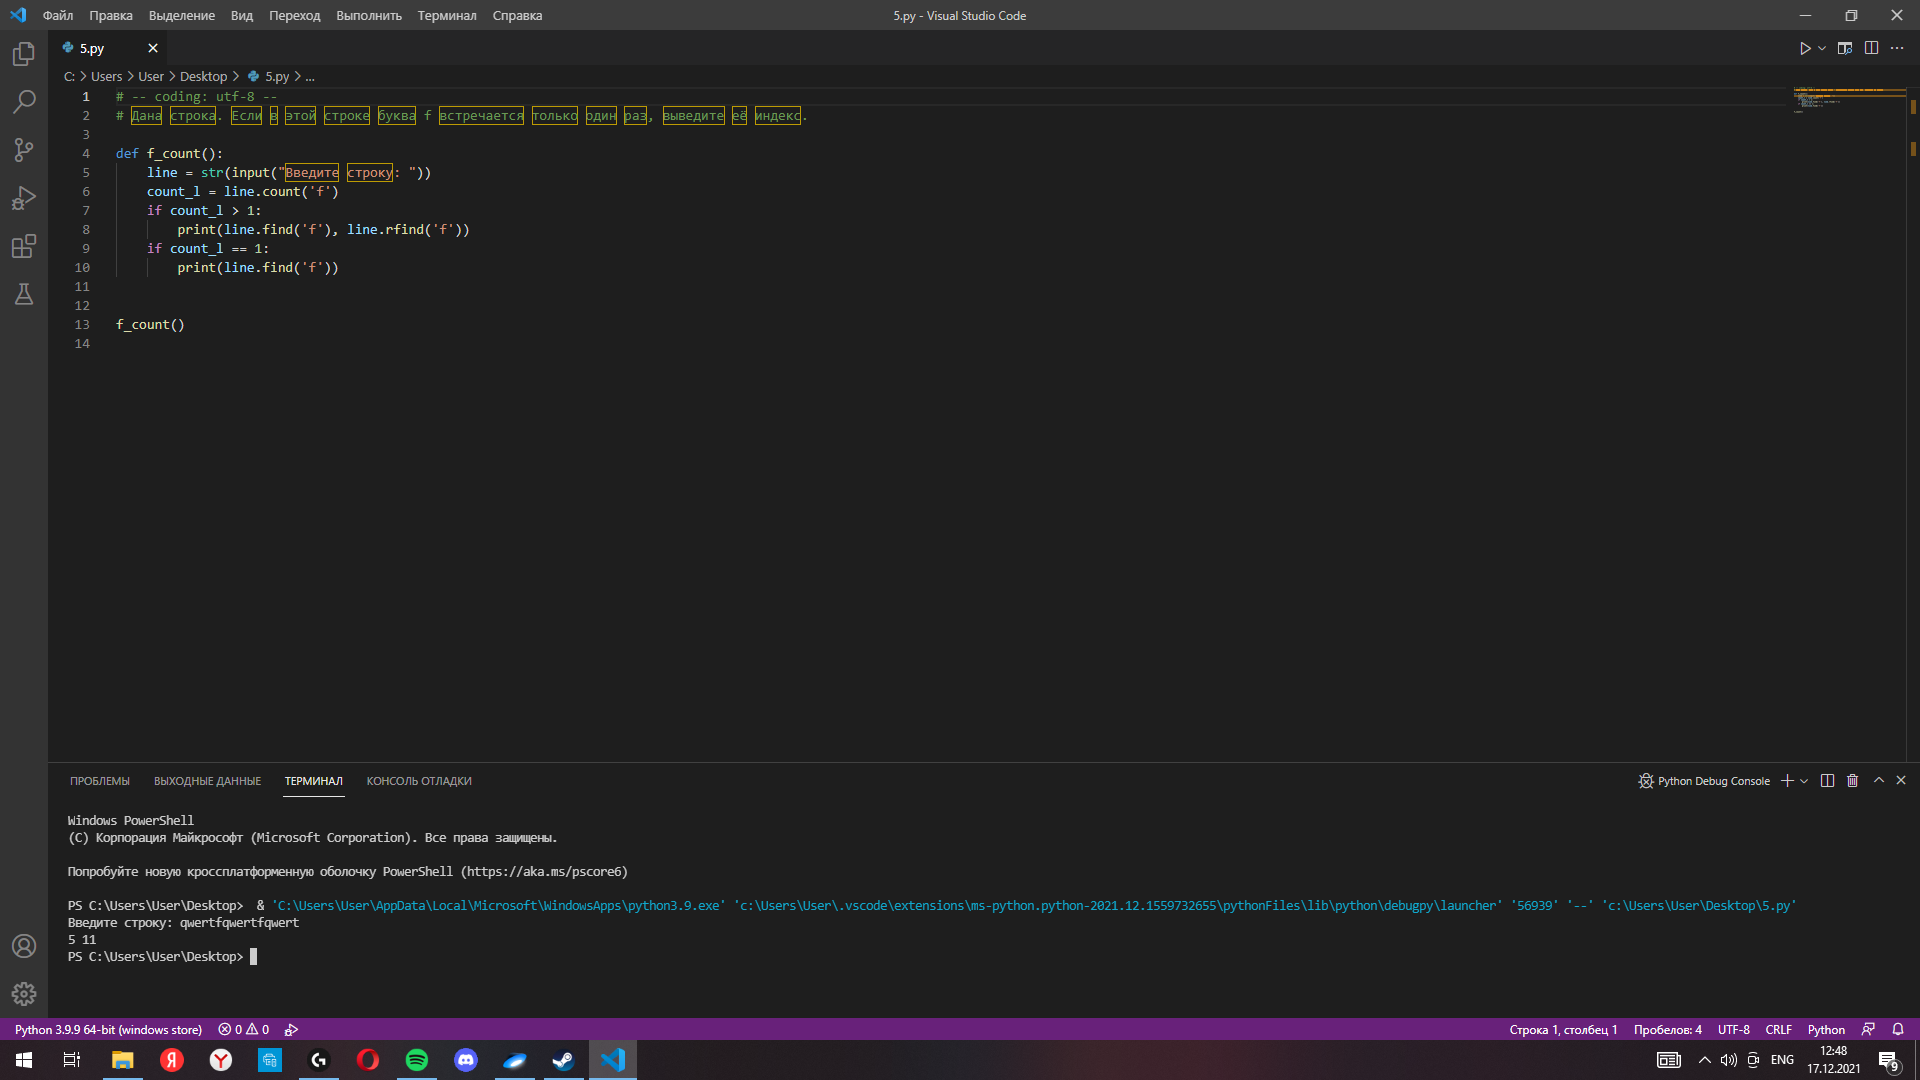 Файл Правка Выделение Вид Переход Выполнить Терминал Справка
5.py - Visual Studio Code
5.py
C: > Users > User > Desktop > 5.py > ...
1 # -- coding: utf-8 --
2 # Дана строка. Если в этой строке буква f встречается только один раз, выведите её индекс.
3
4 def f_count():
5     line = str(input("Введите строку: "))
6     count_l = line.count('f')
7     if count_l > 1:
8         print(line.find('f'), line.rfind('f'))
9     if count_l == 1:
10         print(line.find('f'))
11
12
13 f_count()
14
ПРОБЛЕМЫ ВЫХОДНЫЕ ДАННЫЕ ТЕРМИНАЛ КОНСОЛЬ ОТЛАДКИ
Python Debug Console
Windows PowerShell
(C) Корпорация Майкрософт (Microsoft Corporation). Все права защищены.
Попробуйте новую кроссплатформенную оболочку PowerShell (https://aka.ms/pscore6)
PS C:\Users\User\Desktop>  & 'C:\Users\User\AppData\Local\Microsoft\WindowsApps\python3.9.exe' 'c:\Users\User\.vscode\extensions\ms-python.python-2021.12.1559732655\pythonFiles\lib\python\debugpy\launcher' '56939' '--' 'c:\Users\User\Desktop\5.py'
Введите строку: qwertfqwertfqwert
5 11
PS C:\Users\User\Desktop>
Python 3.9.9 64-bit (windows store) 0 0
Строка 1, столбец 1 Пробелов: 4 UTF-8 CRLF Python
ENG
12:48
17.12.2021
9